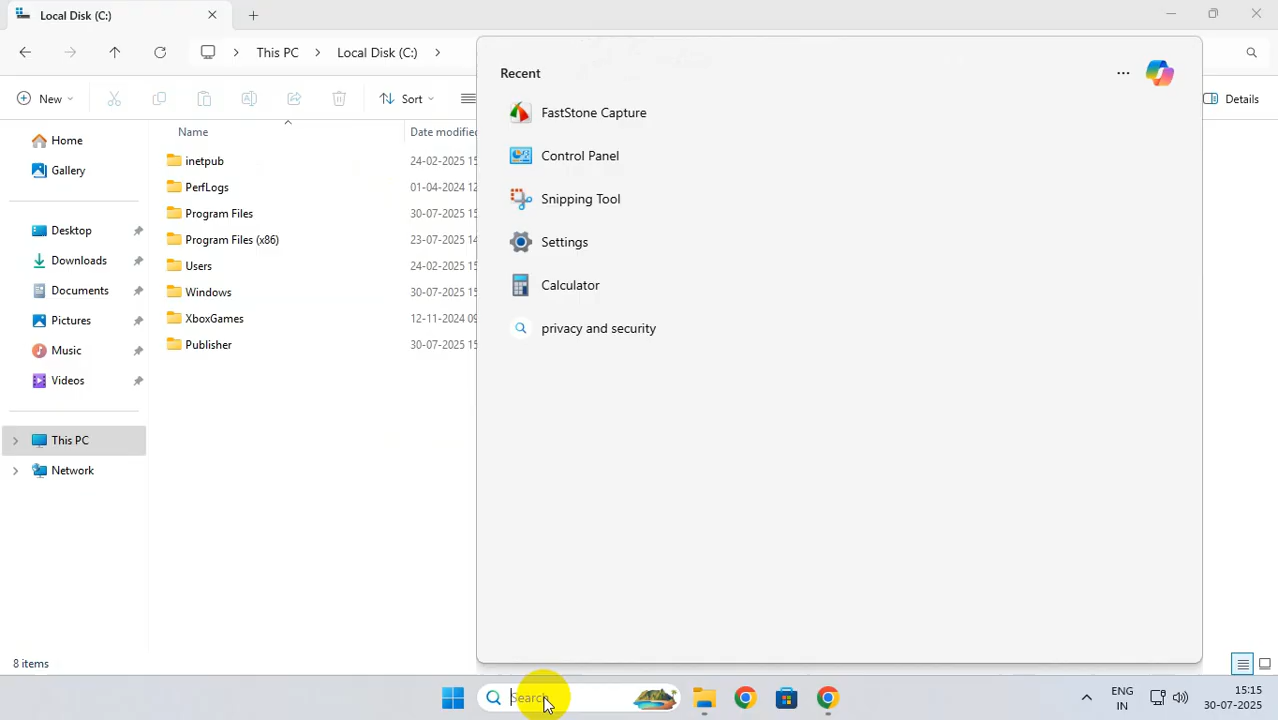 Local Disk (C:)
This PC
Local Disk (C:)
New
Sort
Details
Name
Date modified
Home
Gallery
Desktop
Downloads
Documents
Pictures
Music
Videos
This PC
Network
inetpub 24-02-2025 15
PerfLogs 01-04-2024 12
Program Files 30-07-2025 15
Program Files (x86) 23-07-2025 14
Users 24-02-2025 15
Windows 30-07-2025 15
XboxGames 12-11-2024 09
Publisher 30-07-2025 15
Recent
FastStone Capture
Control Panel
Snipping Tool
Settings
Calculator
privacy and security
8 items
Search
ENG
IN
15:15
30-07-2025